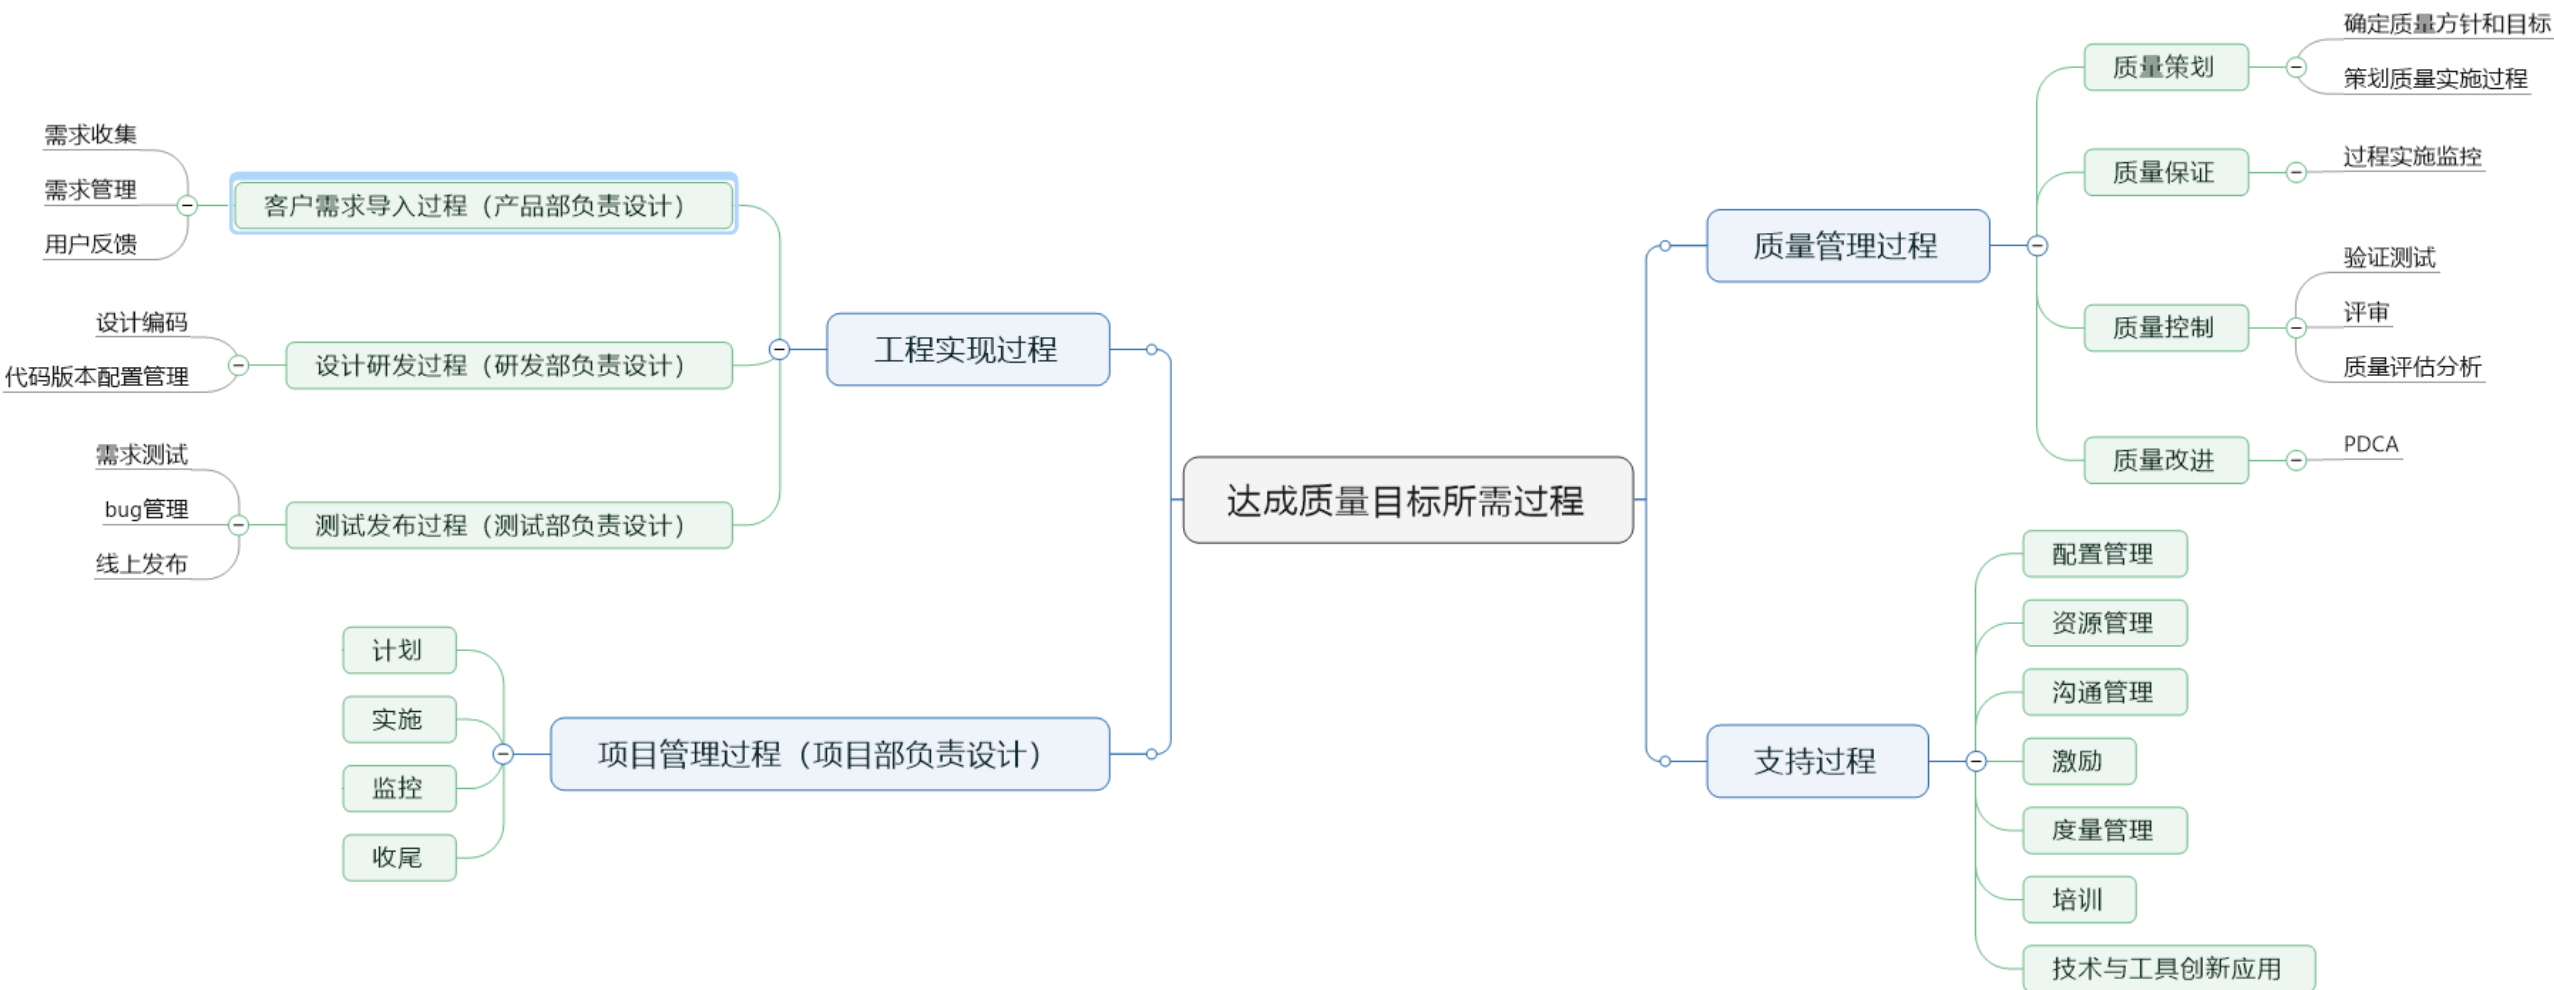 达成质量目标所需过程
工程实现过程
客户需求导入过程（产品部负责设计）
需求收集
需求管理
用户反馈
设计研发过程（研发部负责设计）
设计编码
代码版本配置管理
测试发布过程（测试部负责设计）
需求测试
bug管理
线上发布
项目管理过程（项目部负责设计）
计划
实施
监控
收尾
质量管理过程
质量策划
确定质量方针和目标
策划质量实施过程
质量保证
过程实施监控
质量控制
验证测试
评审
质量评估分析
质量改进
PDCA
支持过程
配置管理
资源管理
沟通管理
激励
度量管理
培训
技术与工具创新应用